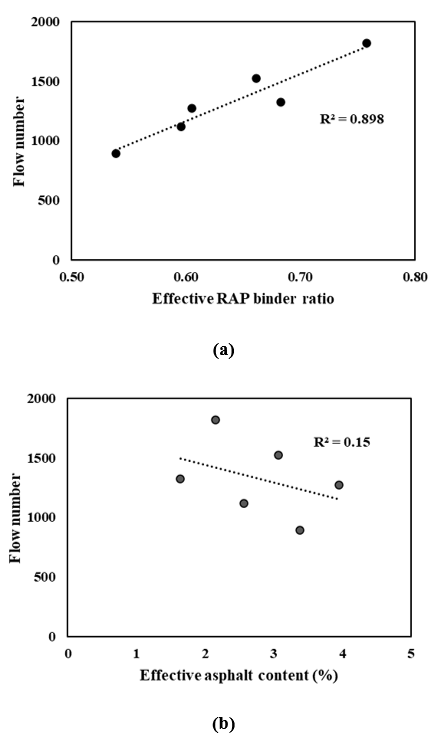 2000
1500
1000
500
0
Flow number
R² = 0.898
0.50 0.60 0.70 0.80
Effective RAP binder ratio
(a)
2000
1500
1000
500
0
Flow number
R² = 0.15
0 1 2 3 4 5
Effective asphalt content (%)
(b)